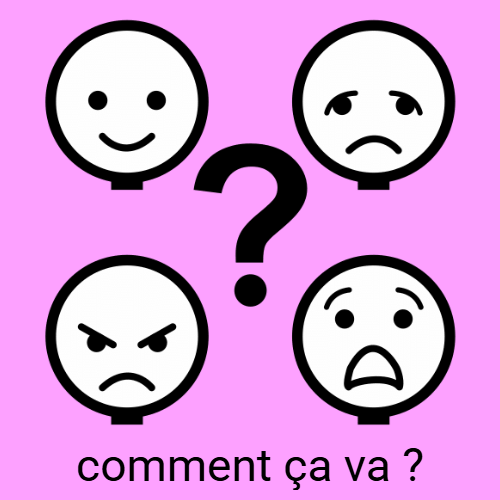 ?
comment ça va ?